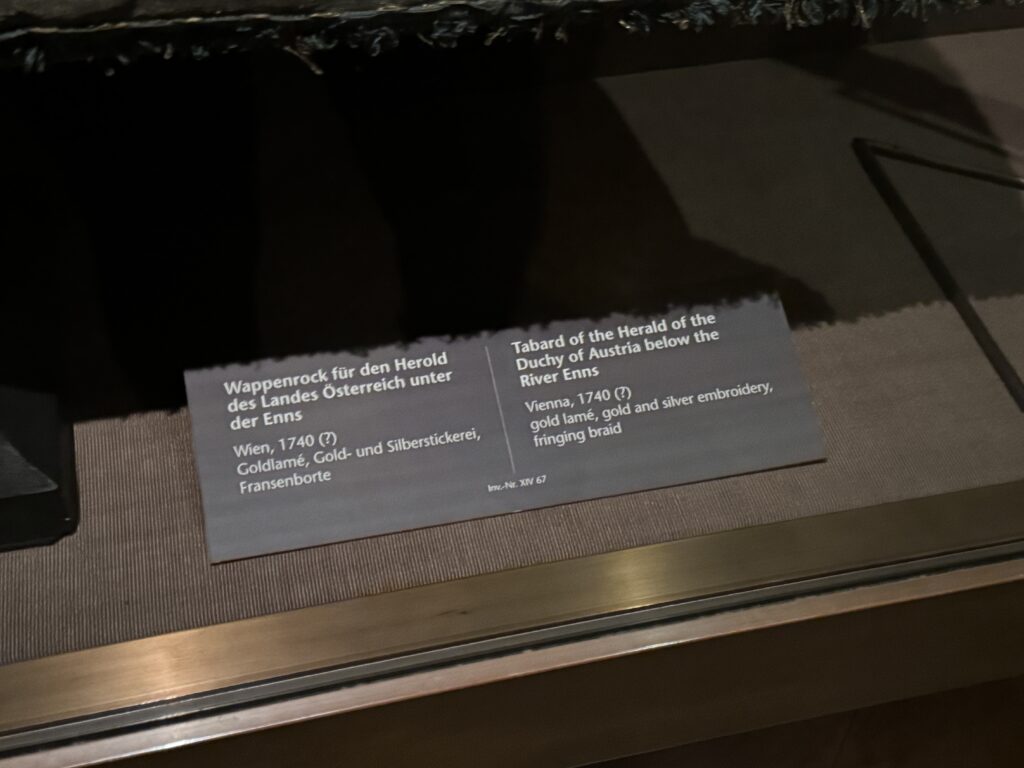 Wappenrock für den Herold
des Landes Österreich unter
der Enns
Wien, 1740 (?)
Goldlamé, Gold- und Silberstickerei,
Fransenborte
Tabard of the Herald of the
Duchy of Austria below the
River Enns
Vienna, 1740 (?)
gold lamé, gold and silver embroidery,
fringing braid
Inv.-Nr. XIV 67